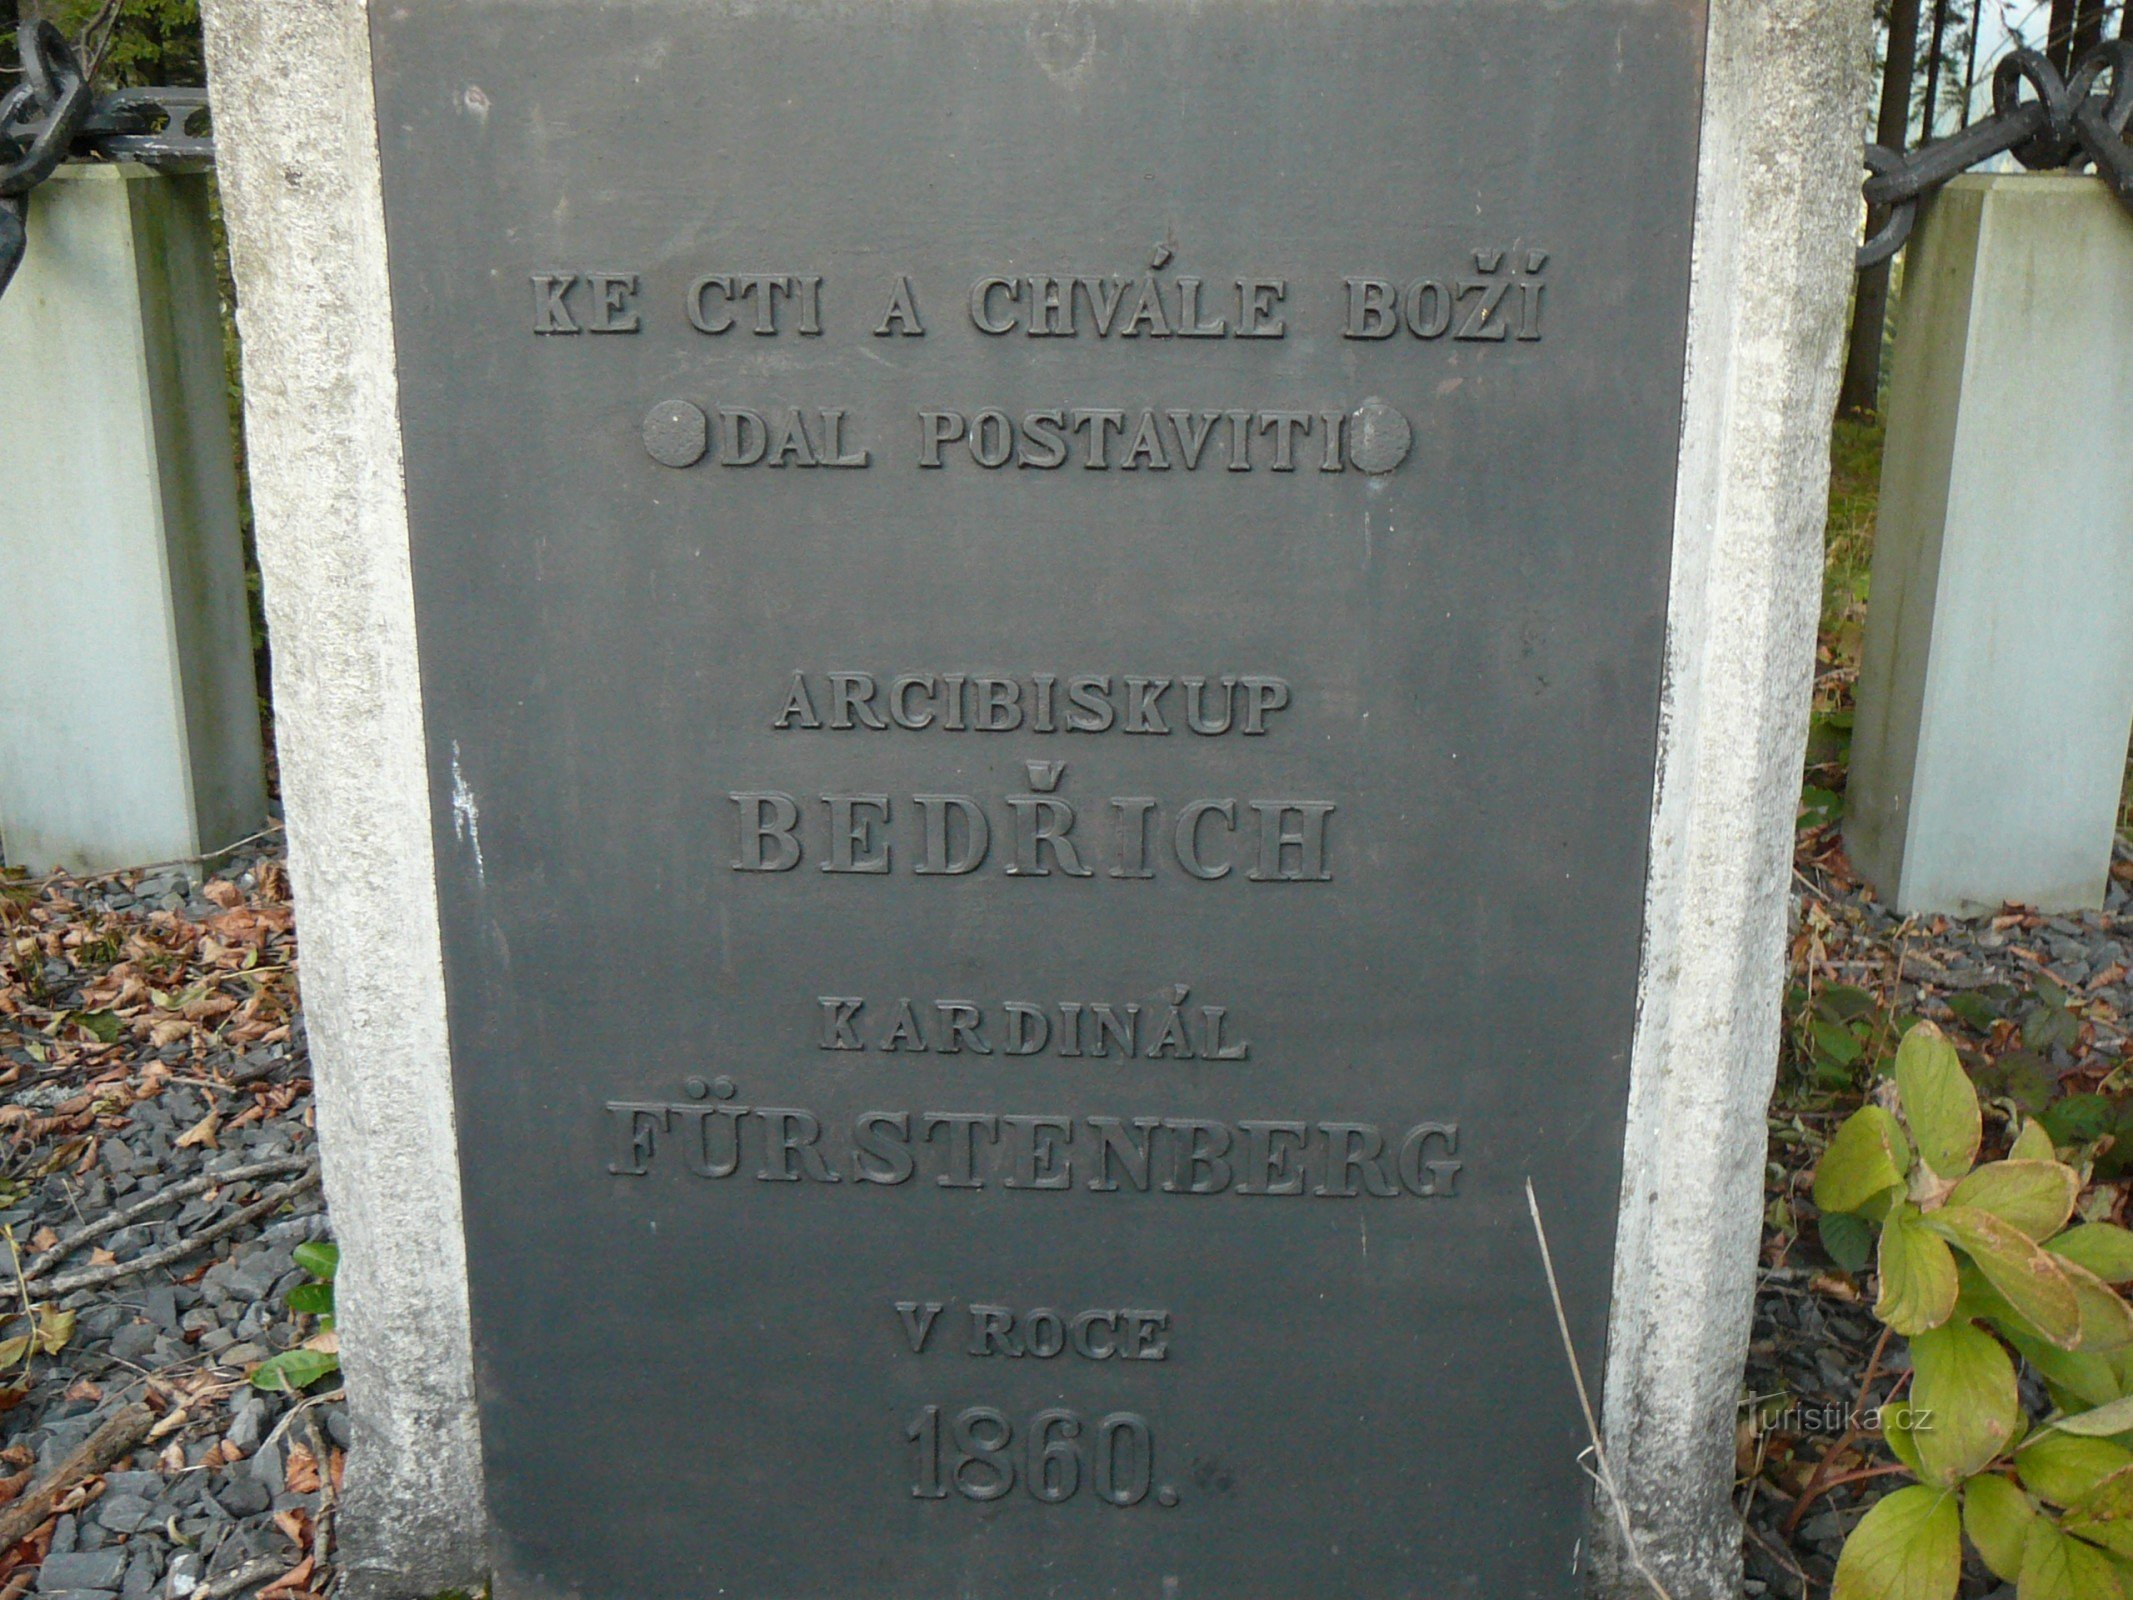 KE CTI A CHVÁLE BOŽÍ
DAL POSTAVITI
ARCIBISKUP
BEDŘICH
KARDINÁL
FÜRSTENBERG
V ROCE
1860.
Turistika.cz